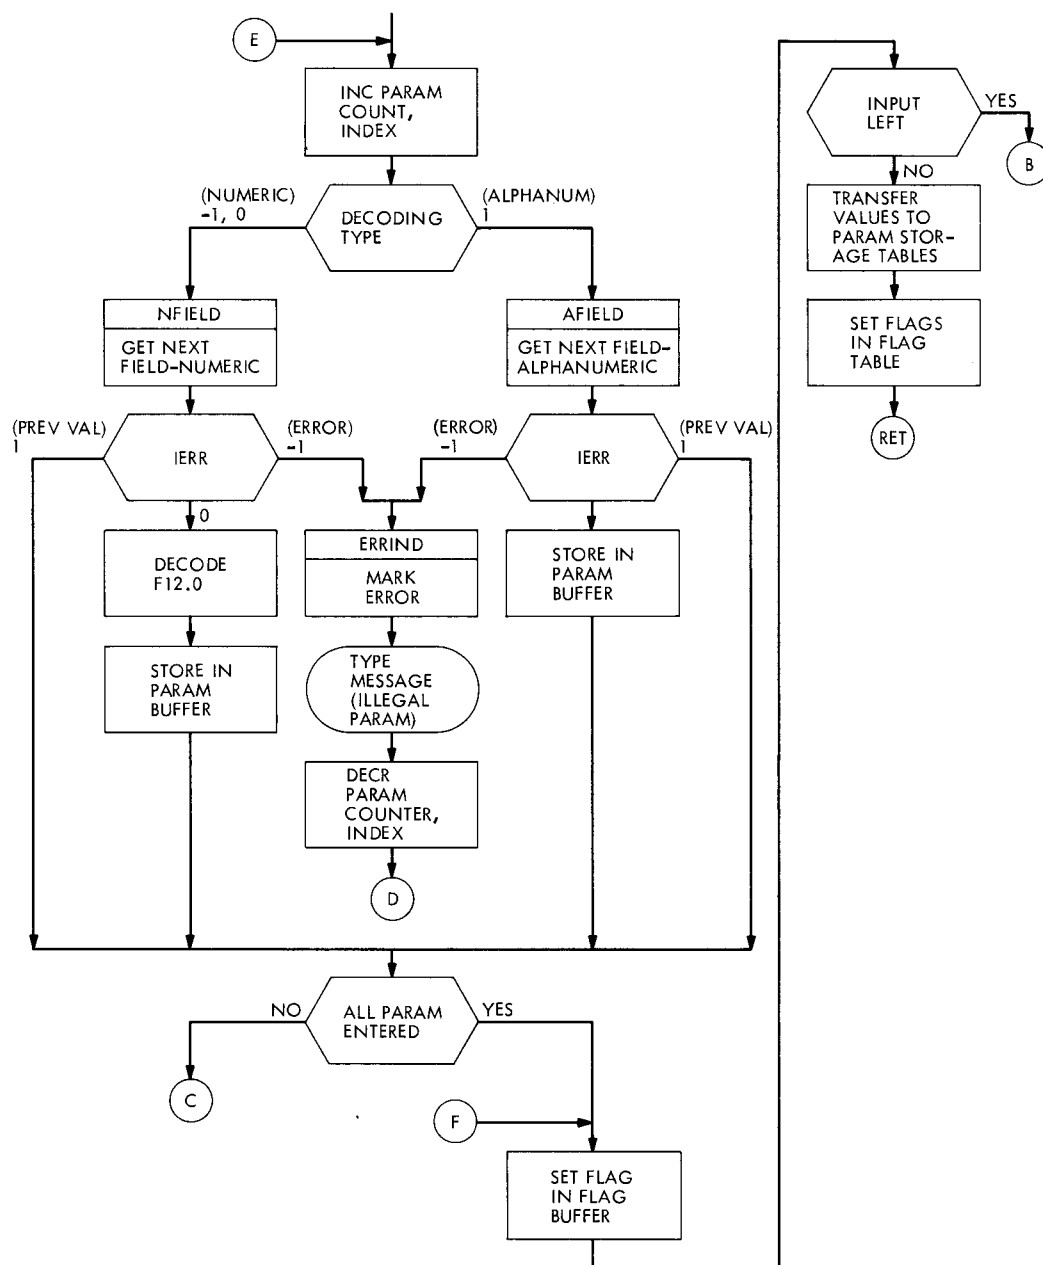 E
INC PARAM
COUNT,
INDEX
(NUMERIC)
-1, 0
DECODING
TYPE
(ALPHANUM)
1
NFIELD
GET NEXT
FIELD-NUMERIC
AFIELD
GET NEXT FIELD-
ALPHANUMERIC
(PREV VAL)
1
IERR
(ERROR)
-1
(ERROR)
-1
IERR
(PREV VAL)
1
0
DECODE
F12.0
ERRIND
MARK
ERROR
STORE IN
PARAM
BUFFER
STORE IN
PARAM
BUFFER
TYPE
MESSAGE
(ILLEGAL
PARAM)
DECR
PARAM
COUNTER,
INDEX
D
NO
ALL PARAM
ENTERED
YES
C
F
SET FLAG
IN FLAG
BUFFER
INPUT
LEFT
YES
B
NO
TRANSFER
VALUES TO
PARAM STOR-
AGE TABLES
SET FLAGS
IN FLAG
TABLE
RET